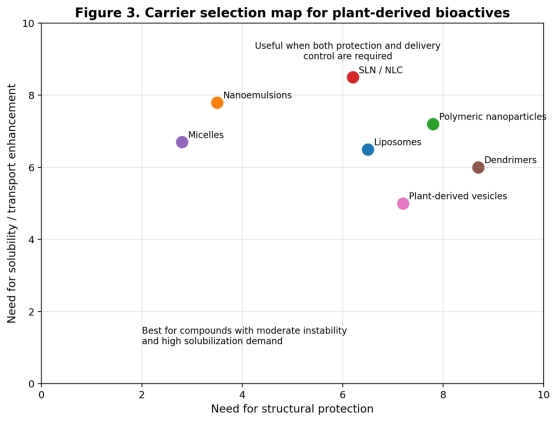 Figure 3. Carrier selection map for plant-derived bioactives
10
Useful when both protection and delivery
control are required
SLN / NLC
8
Nanoemulsions
Polymeric nanoparticles
Micelles
Liposomes
6
Dendrimers
Plant-derived vesicles
4
2
Best for compounds with moderate instability
and high solubilization demand
0
0 2 4 6 8 10
Need for structural protection
Need for solubility / transport enhancement